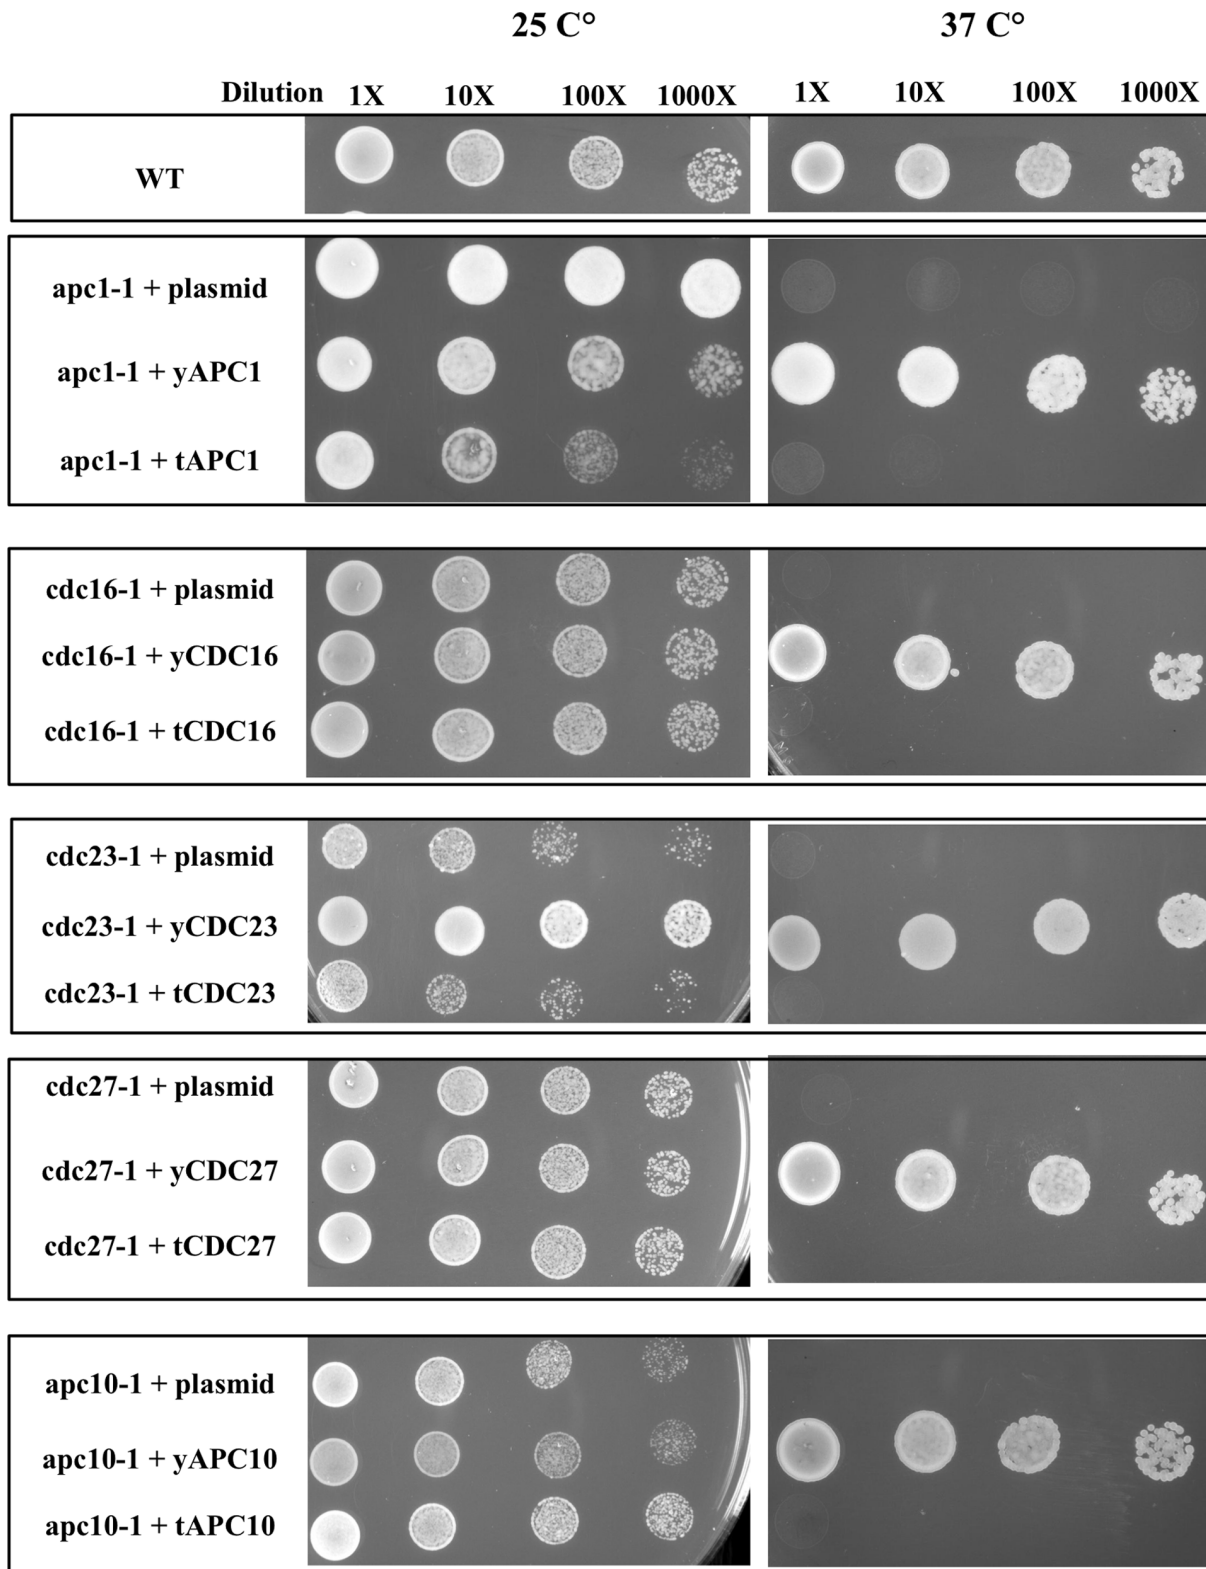 25 C° 37 C°
Dilution 1X 10X 100X 1000X 1X 10X 100X 1000X
WT
apc1-1 + plasmid
apc1-1 + yAPC1
apc1-1 + tAPC1
cdc16-1 + plasmid
cdc16-1 + yCDC16
cdc16-1 + tCDC16
cdc23-1 + plasmid
cdc23-1 + yCDC23
cdc23-1 + tCDC23
cdc27-1 + plasmid
cdc27-1 + yCDC27
cdc27-1 + tCDC27
apc10-1 + plasmid
apc10-1 + yAPC10
apc10-1 + tAPC10